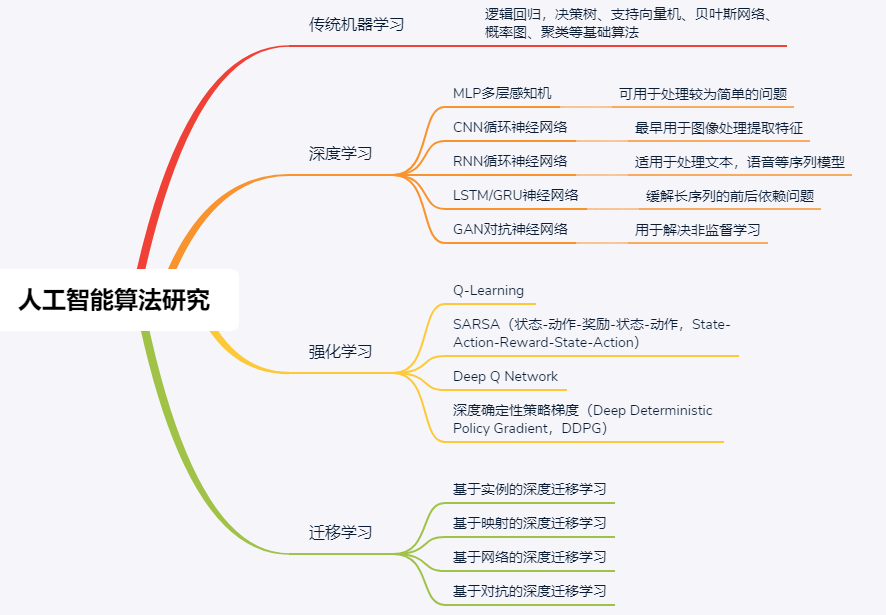 传统机器学习
逻辑回归，决策树、支持向量机、贝叶斯网络、
概率图、聚类等基础算法
深度学习
MLP多层感知机
可用于处理较为简单的问题
CNN循环神经网络
最早用于图像处理提取特征
RNN循环神经网络
适用于处理文本，语音等序列模型
LSTM/GRU神经网络
缓解长序列的前后依赖问题
GAN对抗神经网络
用于解决非监督学习
人工智能算法研究
强化学习
Q-Learning
SARSA（状态-动作-奖励-状态-动作，State-
Action-Reward-State-Action）
Deep Q Network
深度确定性策略梯度（Deep Deterministic
Policy Gradient，DDPG）
迁移学习
基于实例的深度迁移学习
基于映射的深度迁移学习
基于网络的深度迁移学习
基于对抗的深度迁移学习